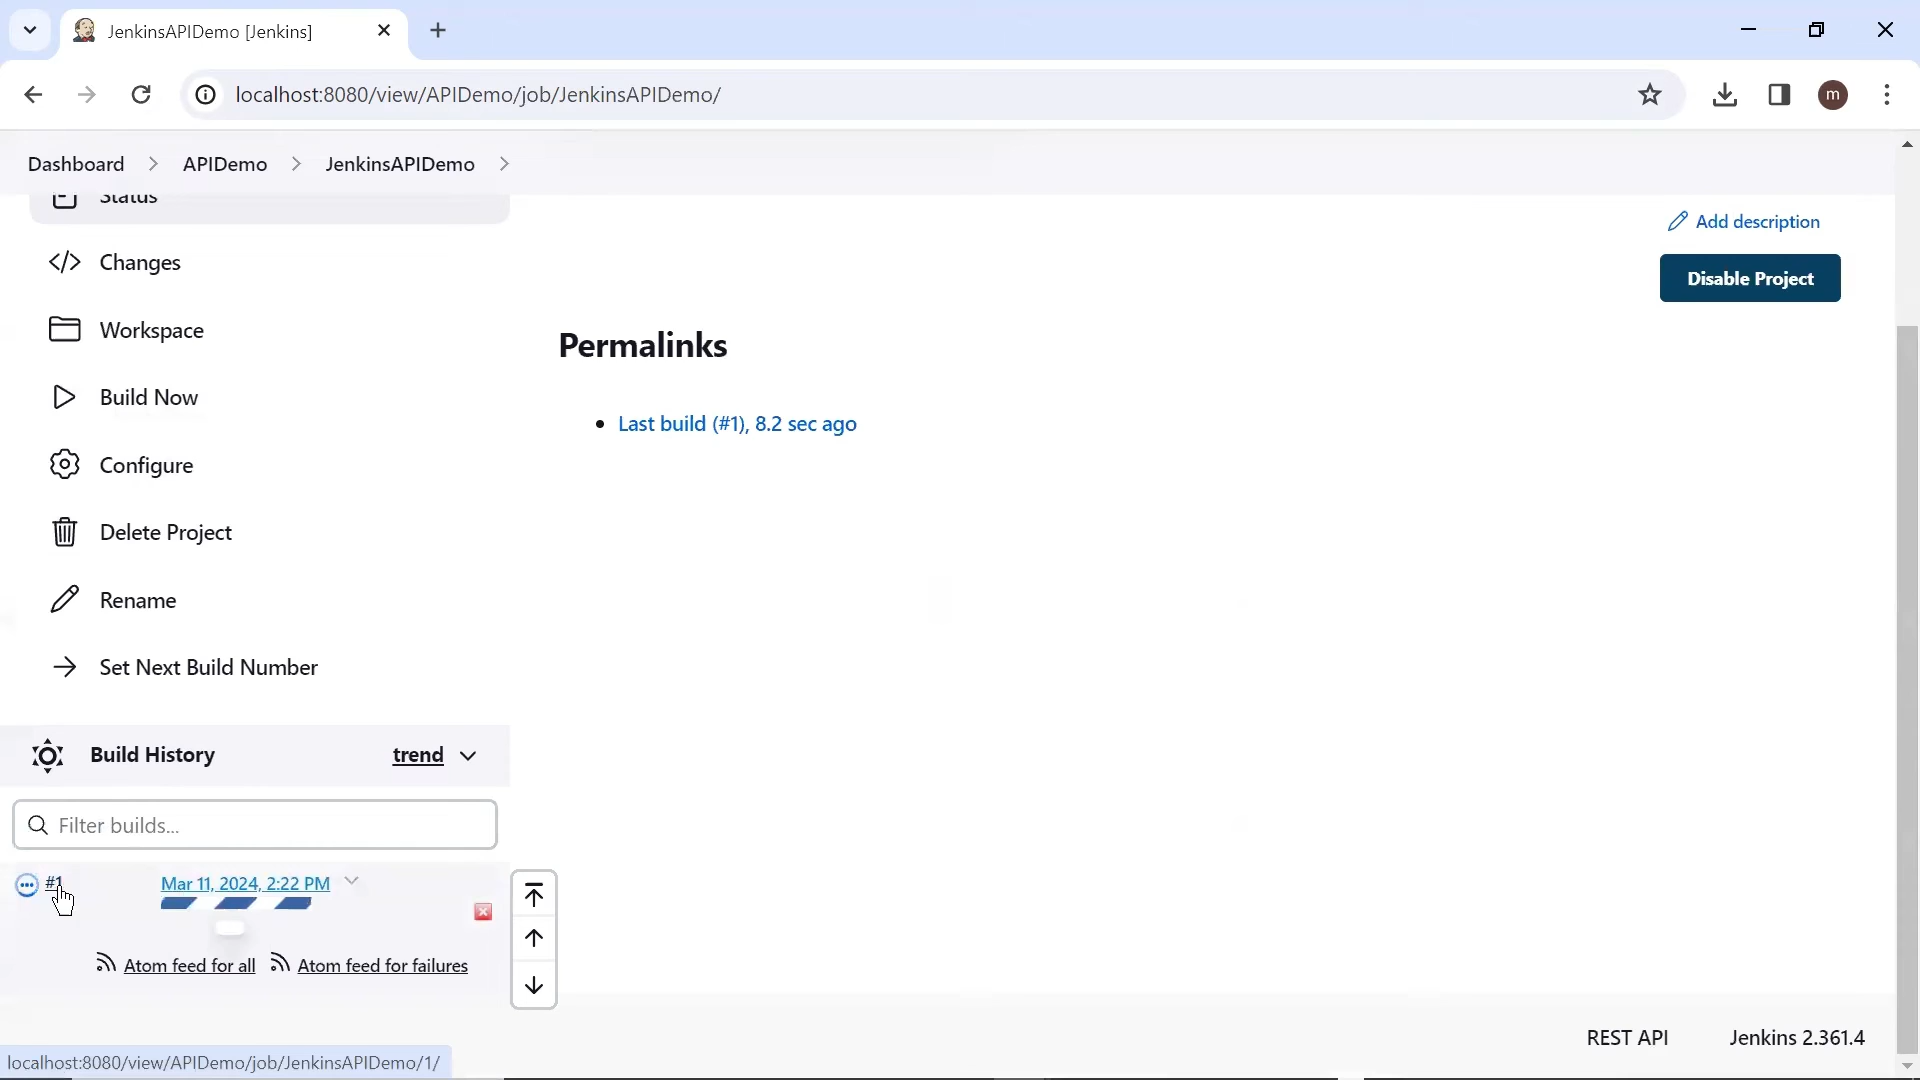 JenkinsAPIDemo [Jenkins]
localhost:8080/view/APIDemo/job/JenkinsAPIDemo/
m
Dashboard
APIDemo
JenkinsAPIDemo
Status
Changes
Workspace
Build Now
Configure
Delete Project
Rename
Set Next Build Number
Add description
Disable Project
Permalinks
Last build (#1), 8.2 sec ago
Build History
trend
Filter builds...
#1
Mar 11, 2024, 2:22 PM
Atom feed for all
Atom feed for failures
REST API
Jenkins 2.361.4
localhost:8080/view/APIDemo/job/JenkinsAPIDemo/1/